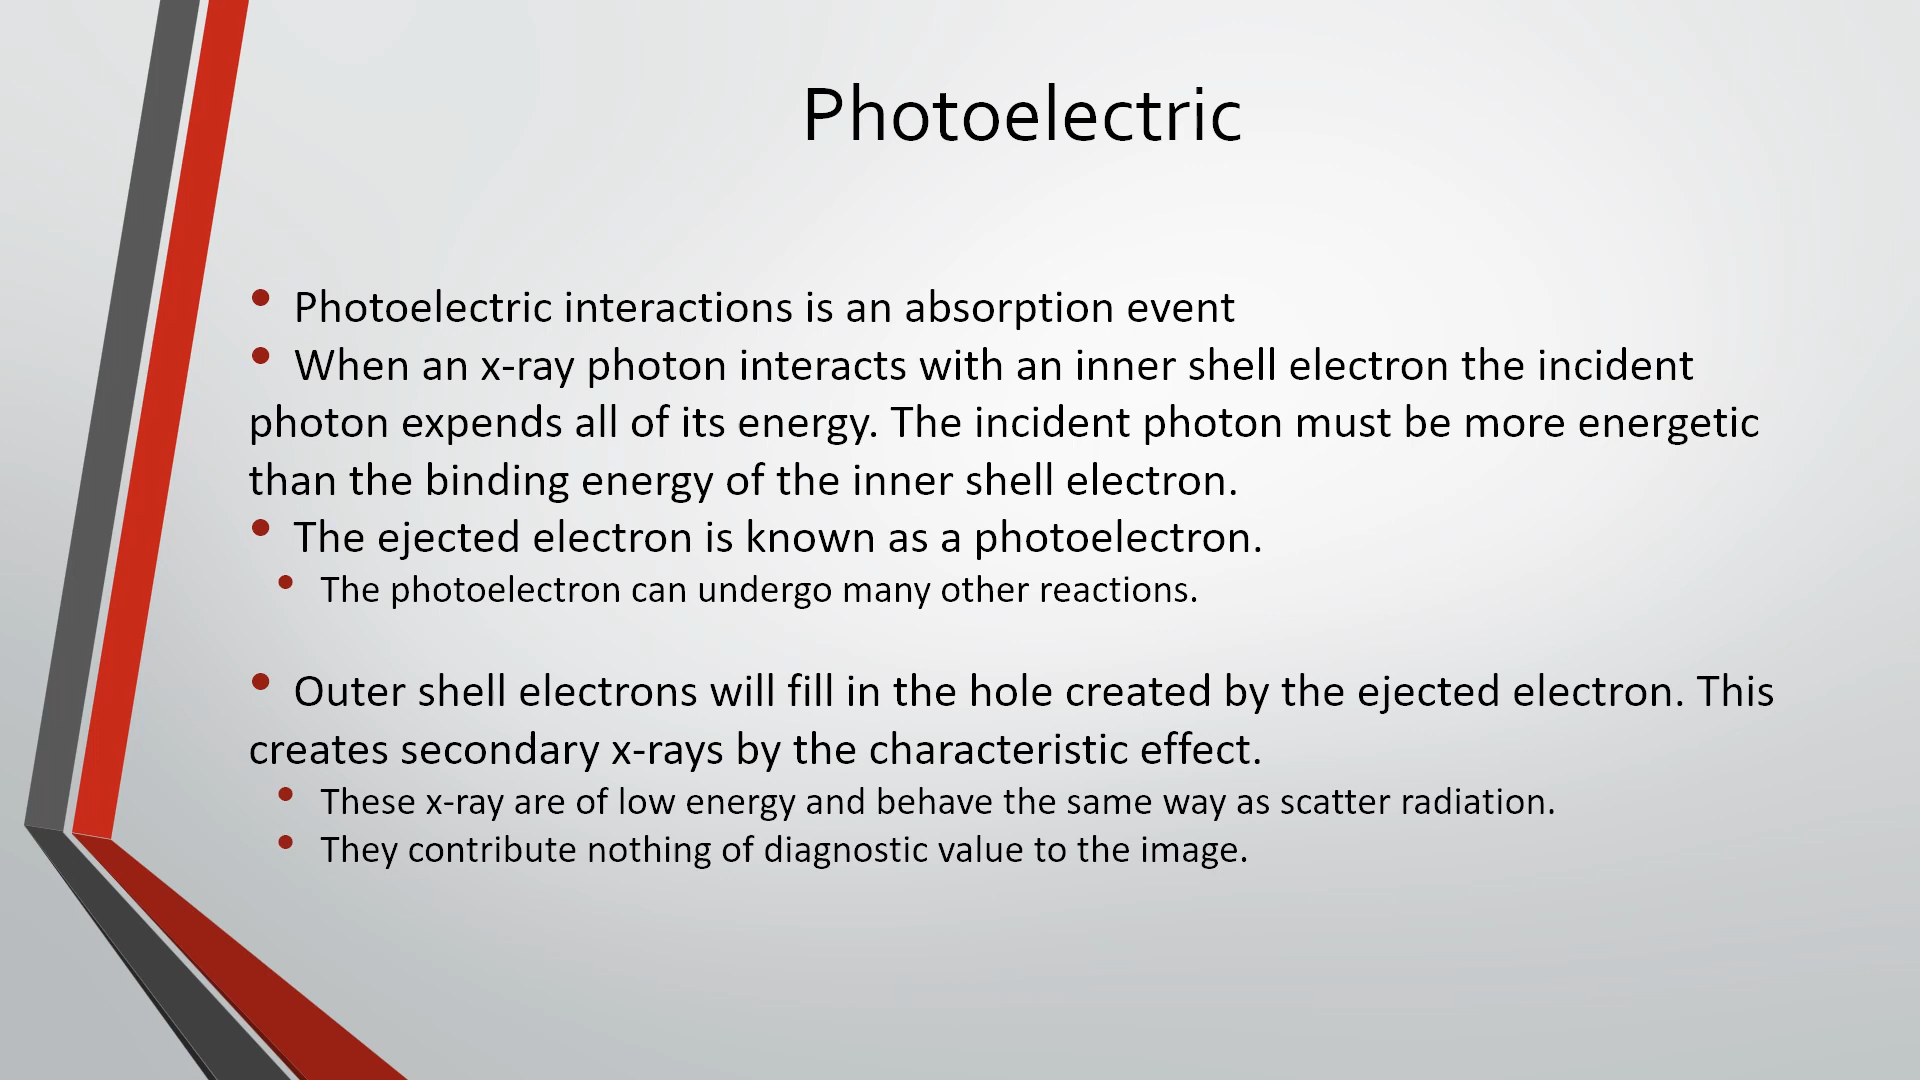 Photoelectric
• Photoelectric interactions is an absorption event
• When an x-ray photon interacts with an inner shell electron the incident
photon expends all of its energy. The incident photon must be more energetic
than the binding energy of the inner shell electron.
• The ejected electron is known as a photoelectron.
• The photoelectron can undergo many other reactions.
• Outer shell electrons will fill in the hole created by the ejected electron. This
creates secondary x-rays by the characteristic effect.
• These x-ray are of low energy and behave the same way as scatter radiation.
• They contribute nothing of diagnostic value to the image.